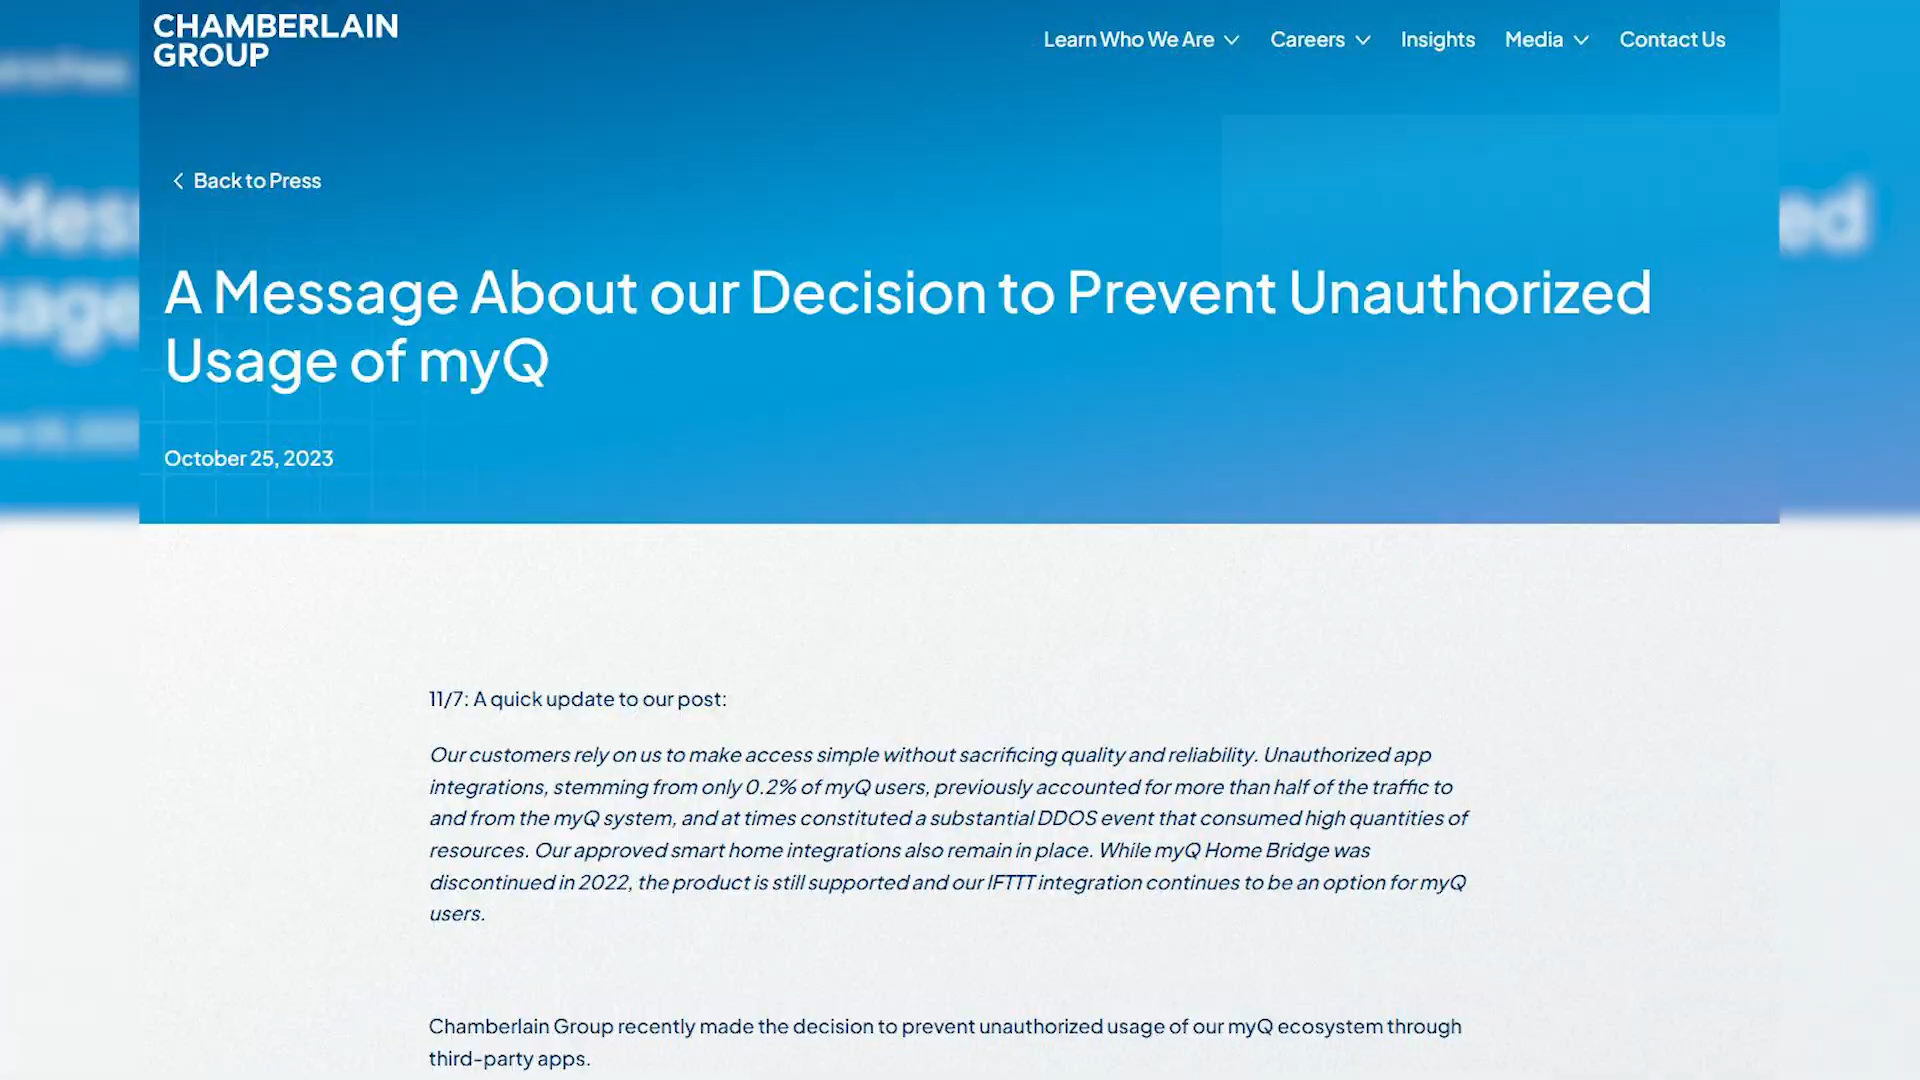 CHAMBERLAIN
GROUP
Learn Who We Are
Careers
Insights
Media
Contact Us
Back to Press
A Message About our Decision to Prevent Unauthorized
Usage of myQ
October 25, 2023
11/7: A quick update to our post:
Our customers rely on us to make access simple without sacrificing quality and reliability. Unauthorized app
integrations, stemming from only 0.2% of myQ users, previously accounted for more than half of the traffic to
and from the myQ system, and at times constituted a substantial DDOS event that consumed high quantities of
resources. Our approved smart home integrations also remain in place. While myQ Home Bridge was
discontinued in 2022, the product is still supported and our IFTTT integration continues to be an option for myQ
users.
Chamberlain Group recently made the decision to prevent unauthorized usage of our myQ ecosystem through
third-party apps.